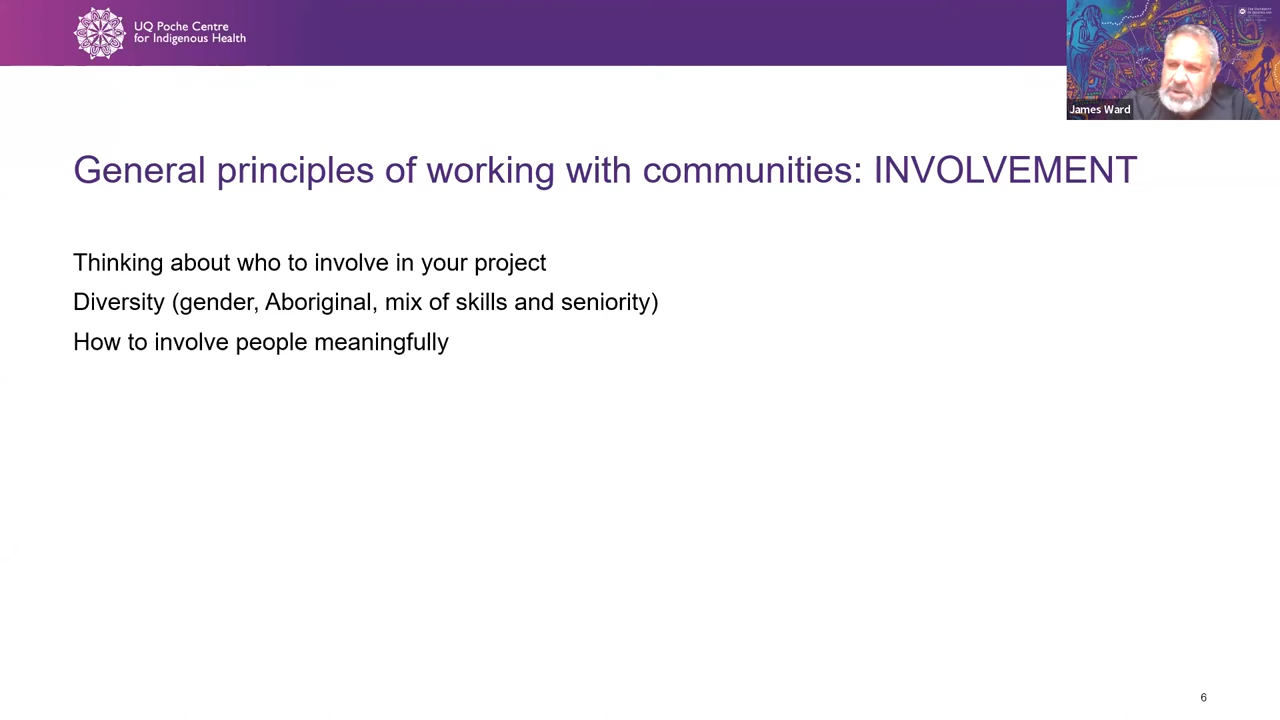 UQ Poche Centre
for Indigenous Health
James Ward
General principles of working with communities: INVOLVEMENT
Thinking about who to involve in your project
Diversity (gender, Aboriginal, mix of skills and seniority)
How to involve people meaningfully
6